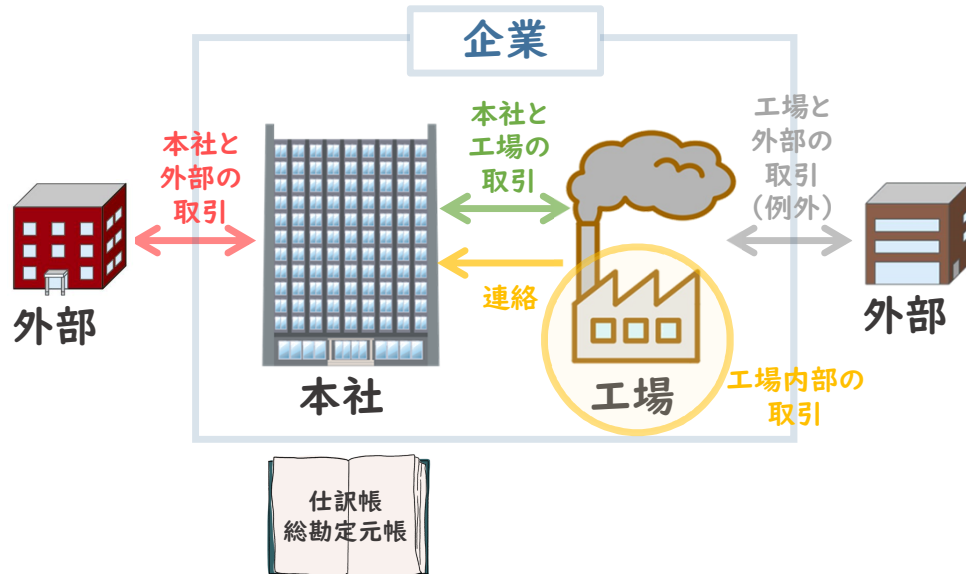 企業
本社と
外部の
取引
本社と
工場の
取引
工場と
外部の
取引
(例外)
連絡
外部
本社
工場
外部
工場内部の
取引
仕訳帳
総勘定元帳